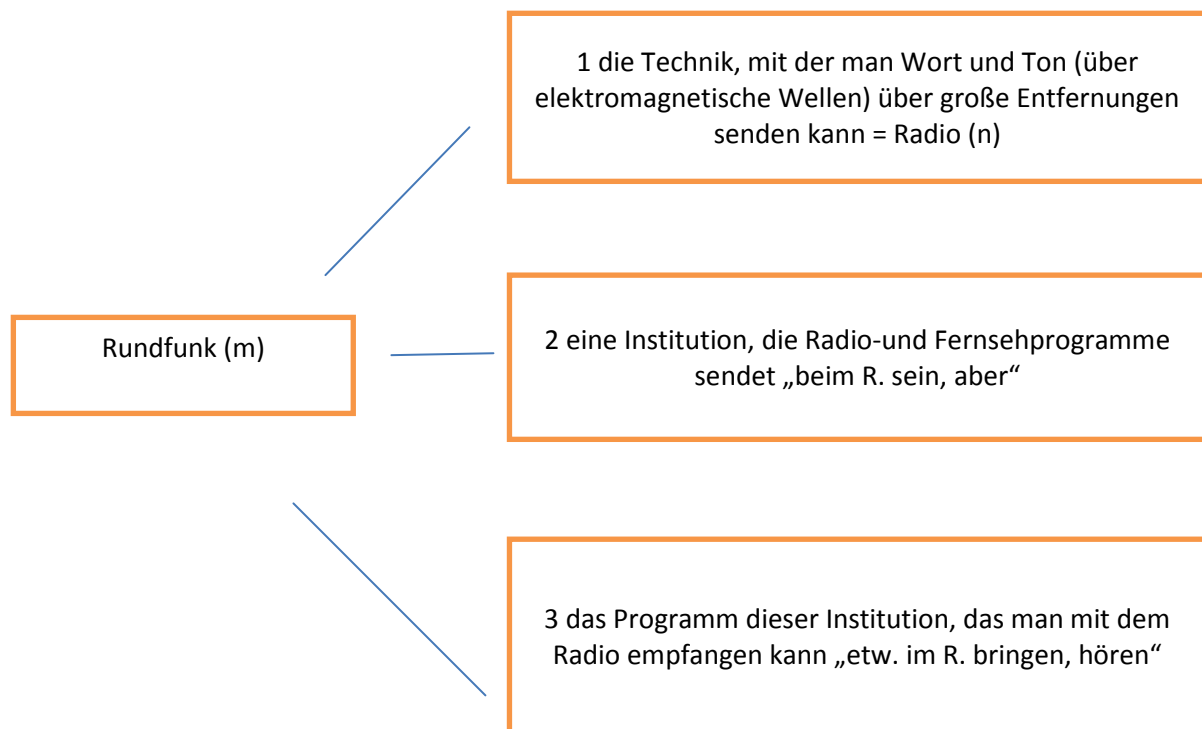 1 die Technik, mit der man Wort und Ton (über
elektromagnetische Wellen) über große Entfernungen
senden kann = Radio (n)
Rundfunk (m)
2 eine Institution, die Radio-und Fernsehprogramme
sendet „beim R. sein, aber“
3 das Programm dieser Institution, das man mit dem
Radio empfangen kann „etw. im R. bringen, hören“